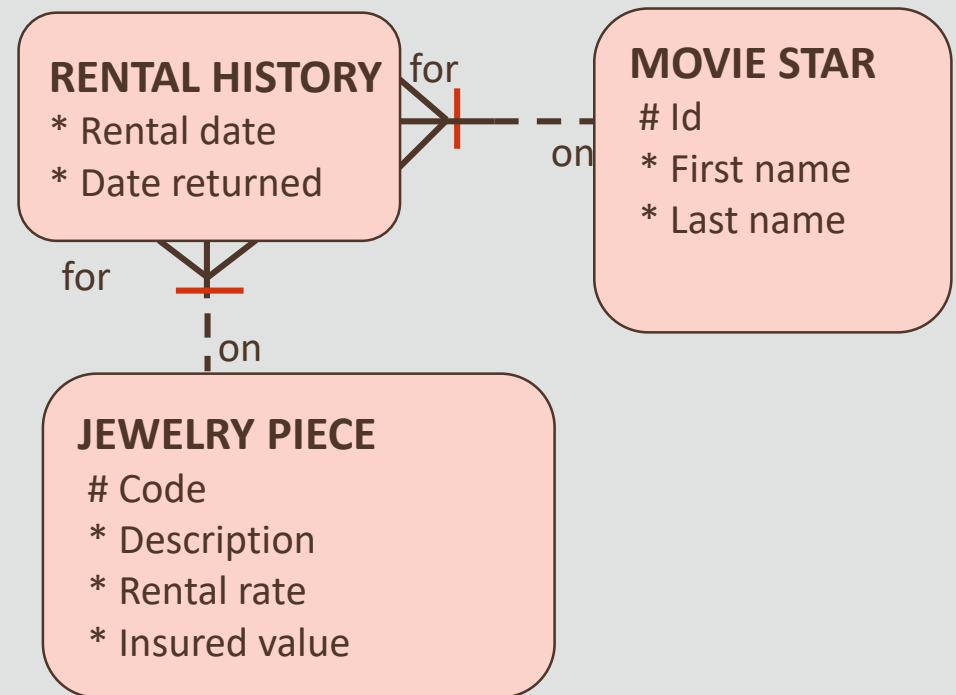 RENTAL HISTORY
* Rental date
* Date returned
for
on
MOVIE STAR
# Id
* First name
* Last name
for
on
JEWELRY PIECE
# Code
* Description
* Rental rate
* Insured value